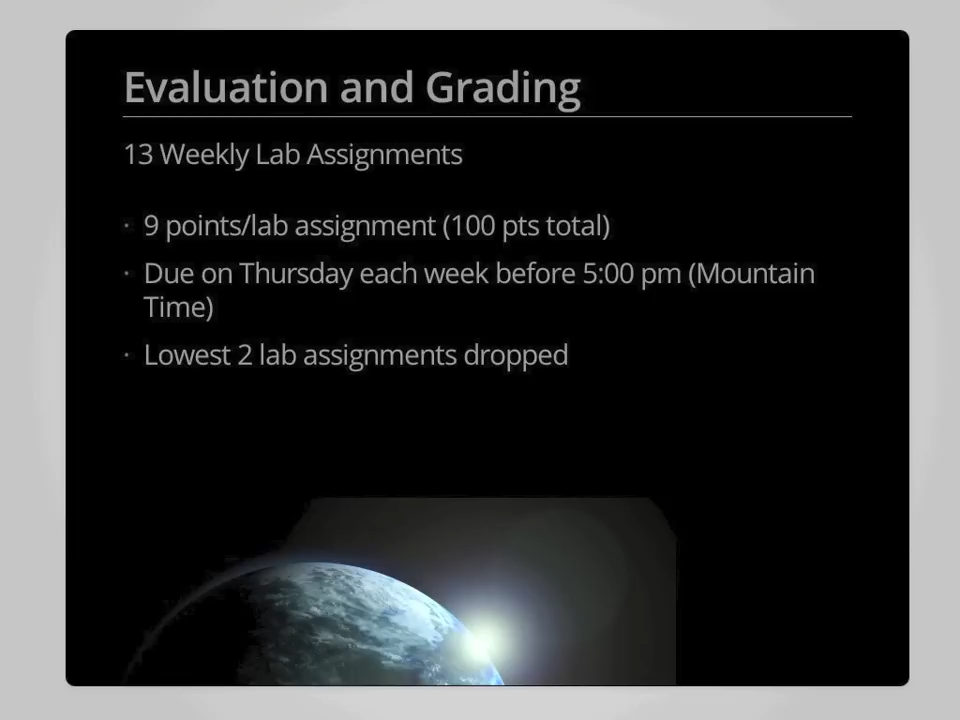 Evaluation and Grading
13 Weekly Lab Assignments
· 9 points/lab assignment (100 pts total)
· Due on Thursday each week before 5:00 pm (Mountain
Time)
· Lowest 2 lab assignments dropped